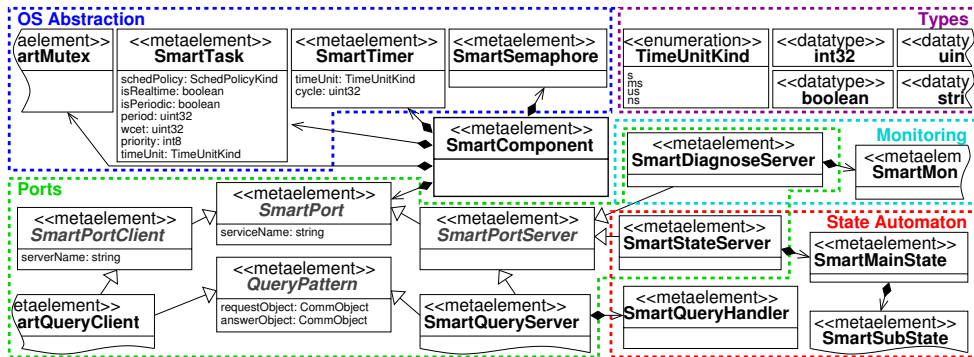 OS Abstraction
Types
aelement>>
artMutex
<<metaelement>>
SmartTask
schedPolicy: SchedPolicyKind
isRealtime: boolean
isPeriodic: boolean
period: uint32
wcet: uint32
priority: int8
timeUnit: TimeUnitKind
<<metaelement>>
SmartTimer
timeUnit: TimeUnitKind
cycle: uint32
<<metaelement>>
SmartSemaphore
<<enumeration>>
TimeUnitKind
s
ms
us
ns
<<datatype>>
int32
<<dataty
uin
<<datatype>>
boolean
<<dataty
stri
<<metaelement>>
SmartComponent
Monitoring
<<metaelement>>
SmartDiagnoseServer
<<metaelem
SmartMon
Ports
<<metaelement>>
SmartPortClient
serverName: string
<<metaelement>>
SmartPort
serviceName: string
<<metaelement>>
SmartPortServer
State Automaton
<<metaelement>>
SmartStateServer
<<metaelement>>
SmartMainState
<<metaelement>>
QueryPattern
requestObject: CommObject
answerObject: CommObject
etaelement>>
artQueryClient
<<metaelement>>
SmartQueryServer
<<metaelement>>
SmartQueryHandler
<<metaelement>>
SmartSubState